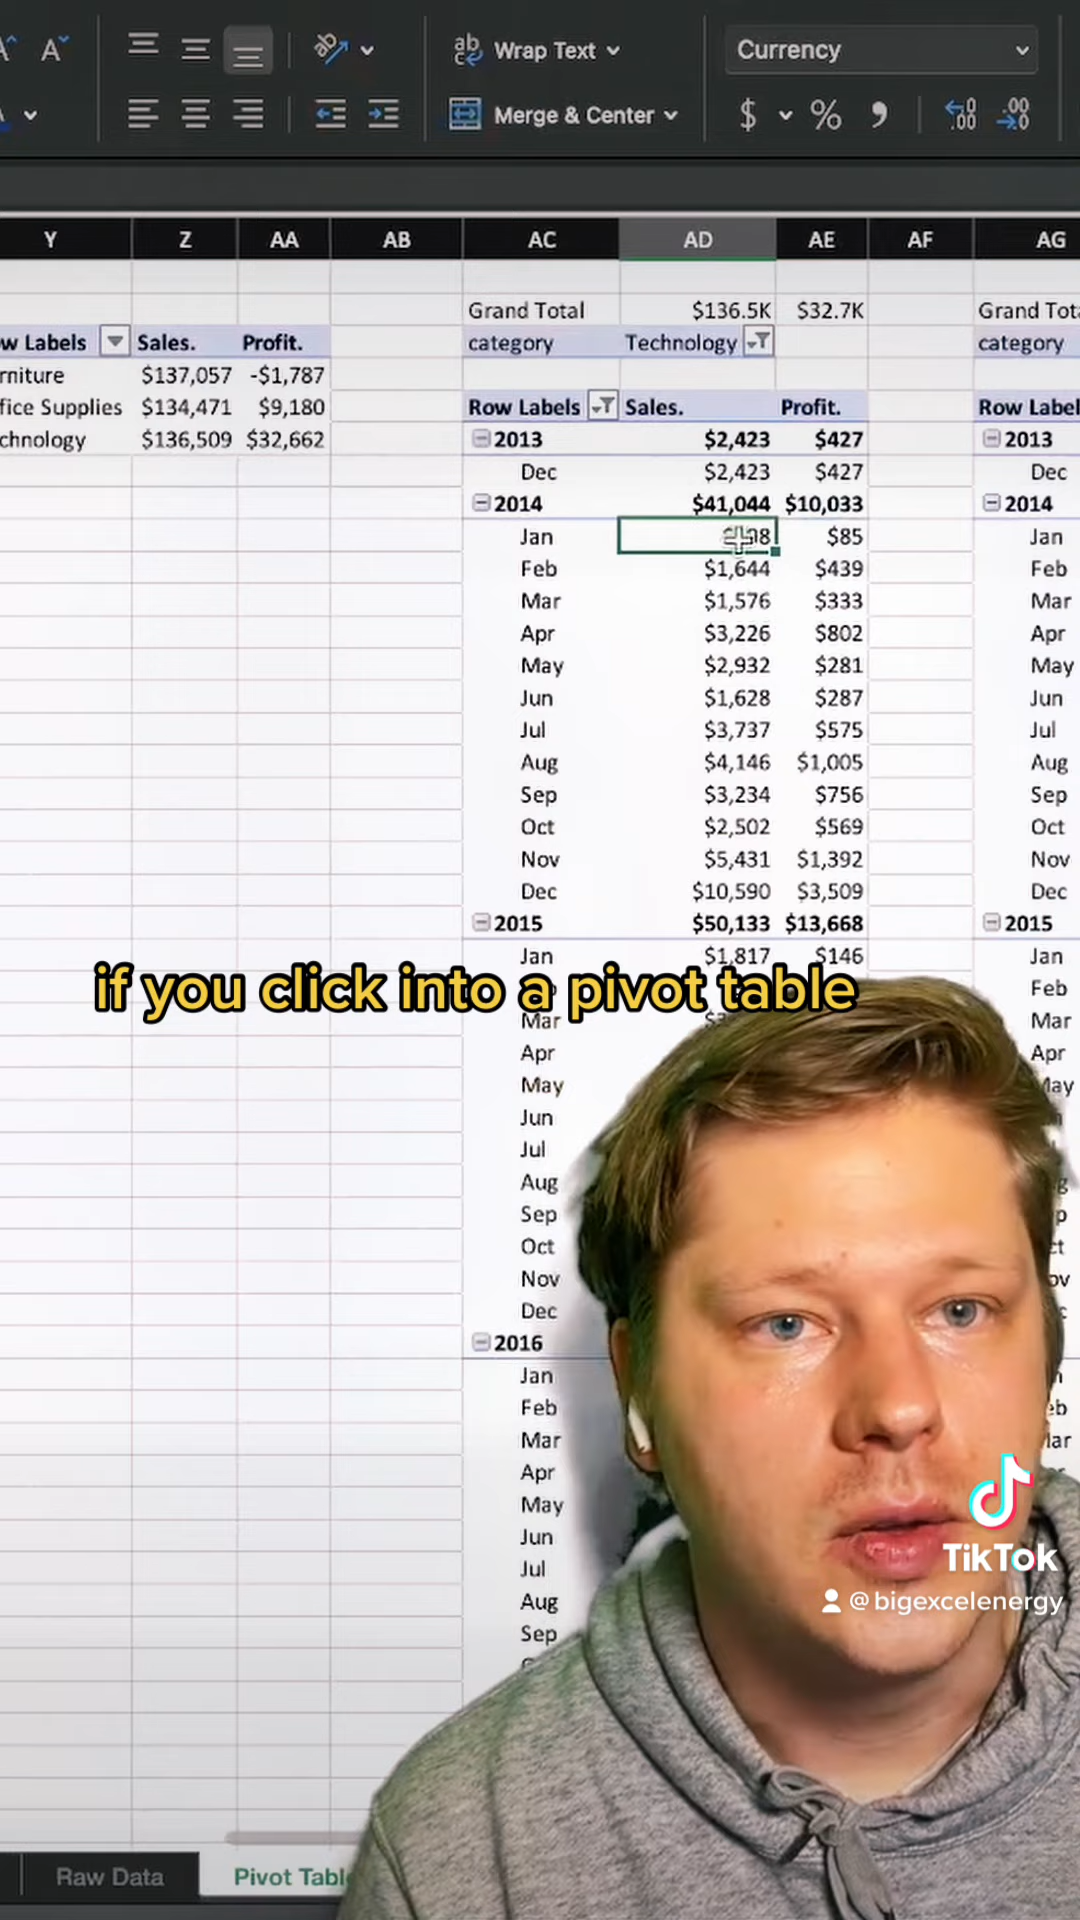 Wrap Text
Currency
Merge & Center
$ % 9 .00 .00 .0
Y Z AA AB AC AD AE AF AG
Grand Total $136.5K $32.7K
Sales. Profit. category Technology category
$137,057 -$1,787
Supplies $134,471 $9,180 Row Labels Sales. Profit.
$136,509 $32,662 2013 $2,423 $427 2013
Dec $2,423 $427 Dec
2014 $41,044 $10,033 2014
Jan $85 Jan
Feb $1,644 $439 Feb
Mar $1,576 $333 Mar
Apr $3,226 $802 Apr
May $2,932 $281 May
Jun $1,628 $287 Jun
Jul $3,737 $575 Jul
Aug $4,146 $1,005 Aug
Sep $3,234 $756 Sep
Oct $2,502 $569 Oct
Nov $5,431 $1,392 Nov
Dec $10,590 $3,509 Dec
2015 $50,133 $13,668 2015
Jan $1,817 $146 Jan
if you click into a pivot table
Feb
Mar Mar
Apr Apr
May
Jun
Jul
Aug
Sep
Oct
Nov
Dec
2016
Jan
Feb
Mar
Apr
May
Jun
Jul
Aug
Sep
TikTok
@bigexcelenergy
Raw Data Pivot